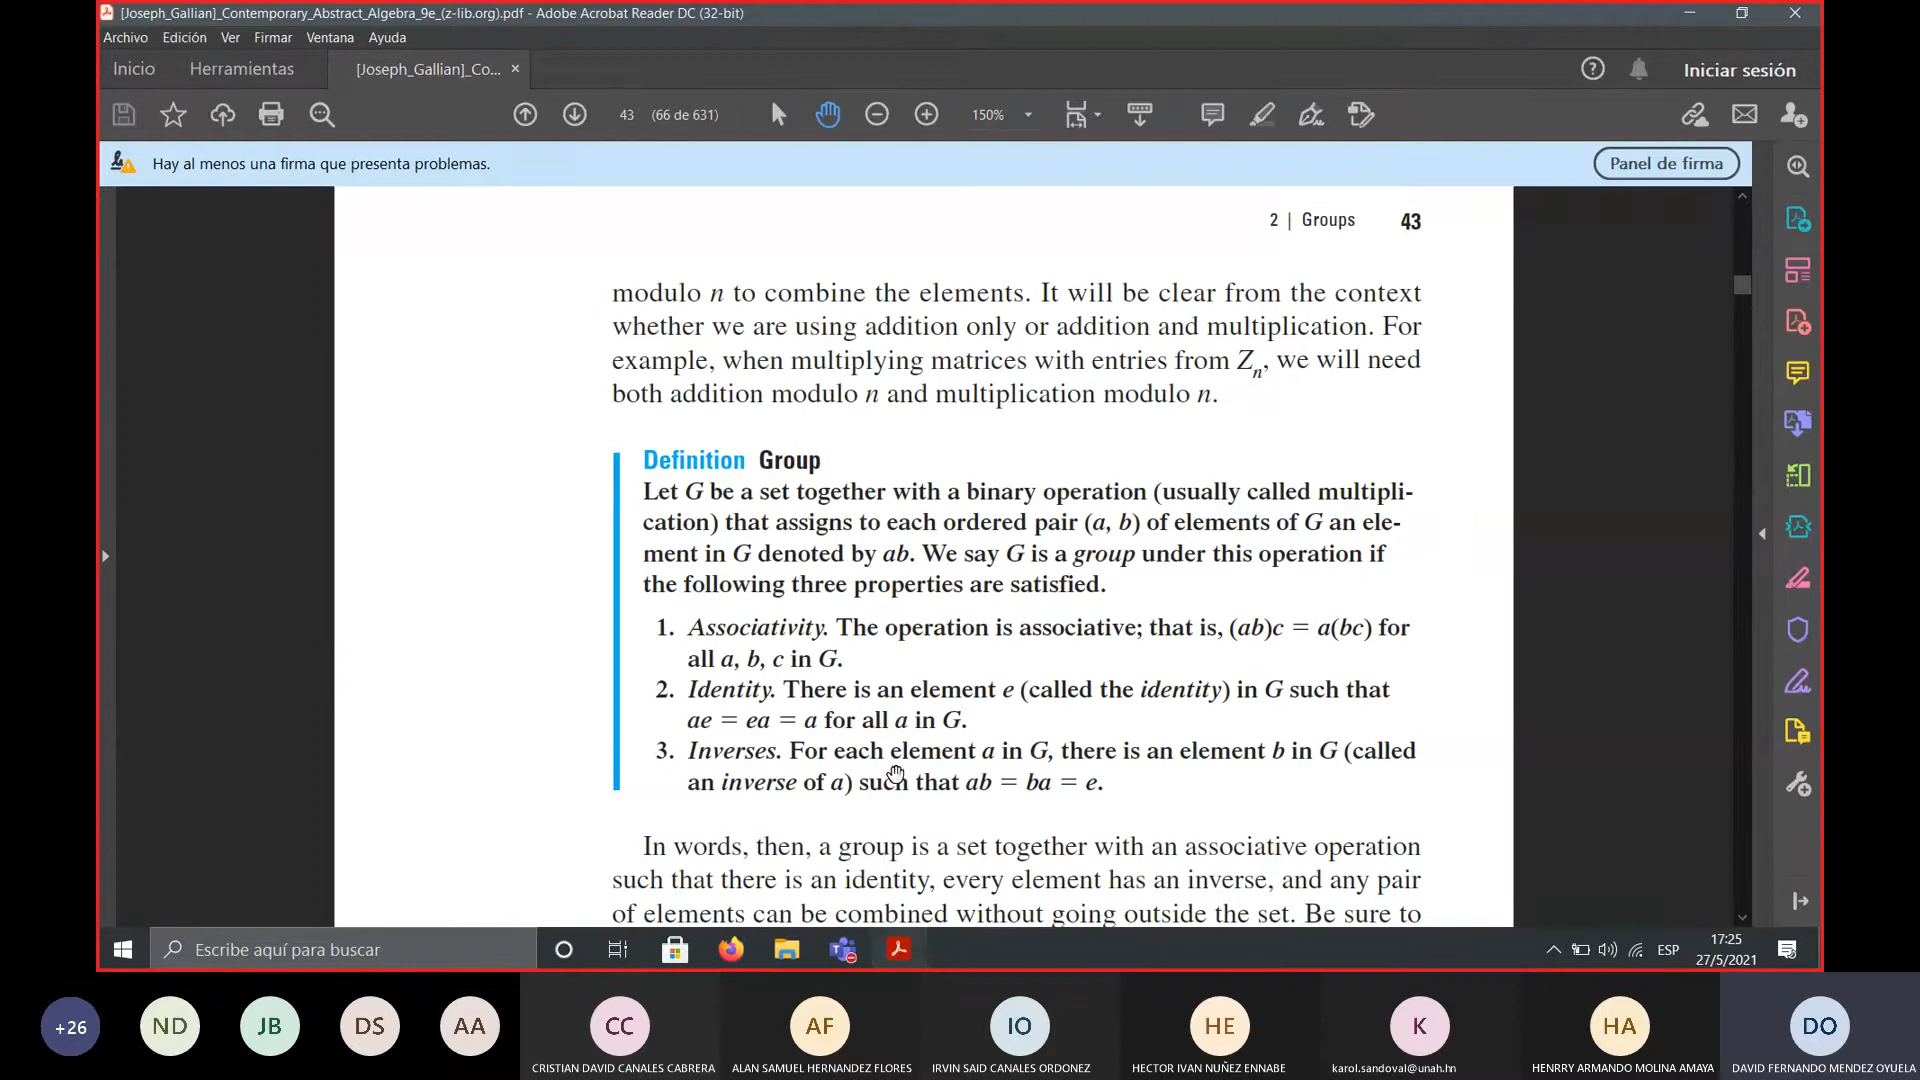 [Joseph_Gallian]_Contemporary_Abstract_Algebra_9e_(z-lib.org).pdf - Adobe Acrobat Reader DC (32-bit)
Archivo Edición Ver Firmar Ventana Ayuda
Inicio Herramientas [Joseph_Gallian]_Co... × Iniciar sesión
43 (66 de 631) 150%
Hay al menos una firma que presenta problemas. Panel de firma
2 | Groups 43
modulo n to combine the elements. It will be clear from the context
whether we are using addition only or addition and multiplication. For
example, when multiplying matrices with entries from Zn, we will need
both addition modulo n and multiplication modulo n.
Definition Group
Let G be a set together with a binary operation (usually called multipli-
cation) that assigns to each ordered pair (a, b) of elements of G an ele-
ment in G denoted by ab. We say G is a group under this operation if
the following three properties are satisfied.
1. Associativity. The operation is associative; that is, (ab)c = a(bc) for
all a, b, c in G.
2. Identity. There is an element e (called the identity) in G such that
ae = ea = a for all a in G.
3. Inverses. For each element a in G, there is an element b in G (called
an inverse of a) such that ab = ba = e.
In words, then, a group is a set together with an associative operation
such that there is an identity, every element has an inverse, and any pair
of elements can be combined without going outside the set. Be sure to
Escribe aquí para buscar ESP 17:25
27/5/2021
+26 ND JB DS AA CC AF IO HE K HA DO
CRISTIAN DAVID CANALES CABRERA ALAN SAMUEL HERNANDEZ FLORES IRVIN SAID CANALES ORDONEZ HECTOR IVAN NUÑEZ ENNABE karol.sandoval@unah.hn HENRRY ARMANDO MOLINA AMAYA DAVID FERNANDO MENDEZ OYUELA